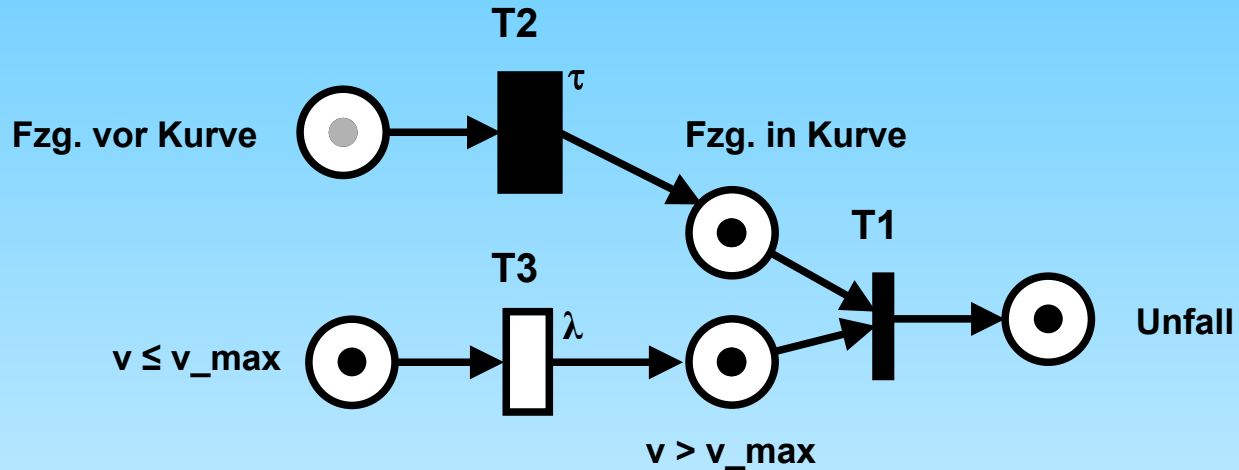 T2
τ
Fzg. vor Kurve
Fzg. in Kurve
T1
T3
λ
Unfall
v ≤ v_max
v > v_max